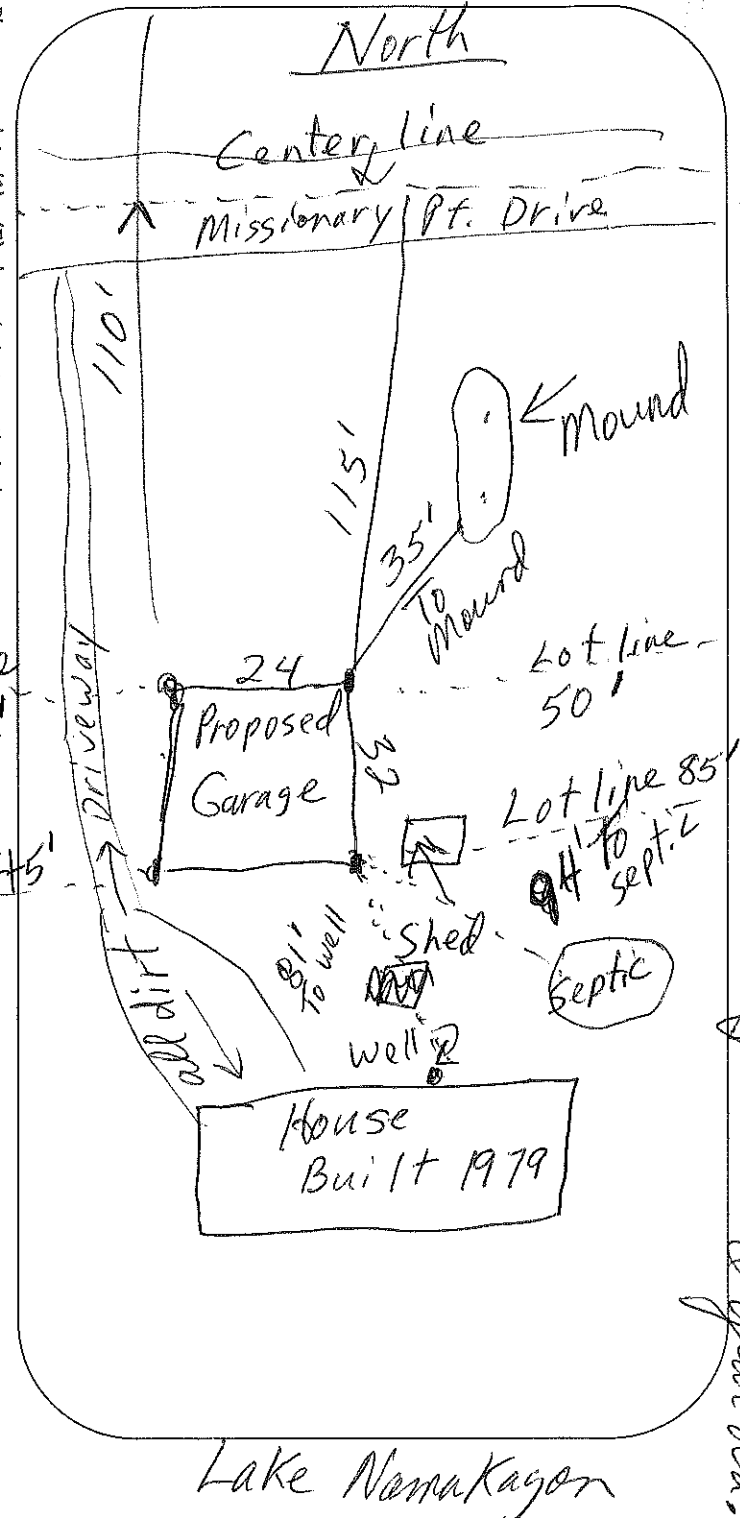 North
Center line
Missionary Pt. Drive
110'
115'
Mound
35'
To
Mound
Driveway
24
Lot line
50'
Proposed
Garage
32
Lot line 85'
94' to
septic
45'
81'
To well
Shed
Septic
all dirt
well
House
Built 1979
Lake Namakagon